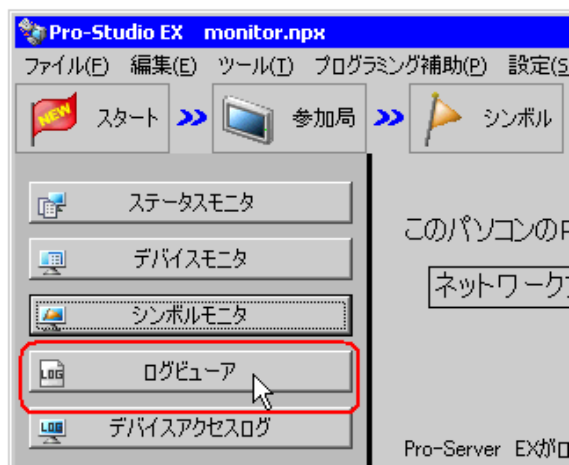 Pro-Studio EX monitor.npx
ファイル(F) 編集(E) ツール(T) プログラミング補助(P) 設定(S
NEW スタート 参加局 シンボル
ステータスモニタ
デバイスモニタ
シンボルモニタ
LOG ログビューア
LOG デバイスアクセスログ
このパソコンのP
ネットワーク
Pro-Server EXがロ